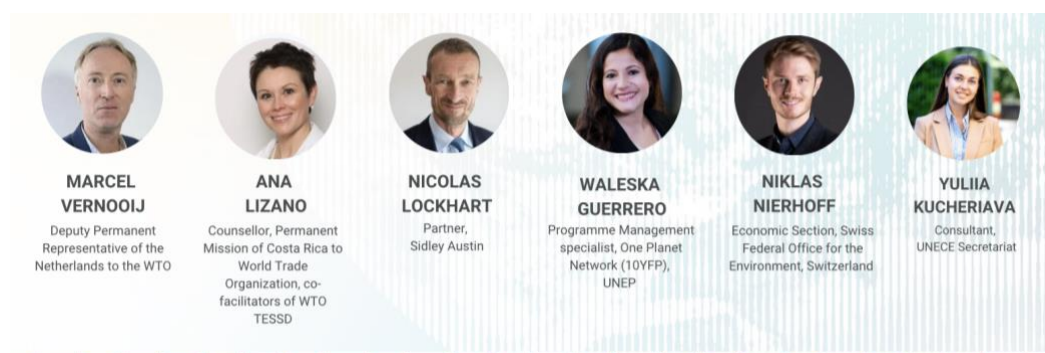 MARCEL
VERNOOIJ
Deputy Permanent
Representative of the
Netherlands to the WTO
ANA
LIZANO
Counsellor, Permanent
Mission of Costa Rica to
World Trade
Organization, co-
facilitators of WTO
TESSD
NICOLAS
LOCKHART
Partner,
Sidley Austin
WALESKA
GUERRERO
Programme Management
specialist, One Planet
Network (10YFP),
UNEP
NIKLAS
NIERHOFF
Economic Section, Swiss
Federal Office for the
Environment, Switzerland
YULIIA
KUCHERIAVA
Consultant,
UNECE Secretariat